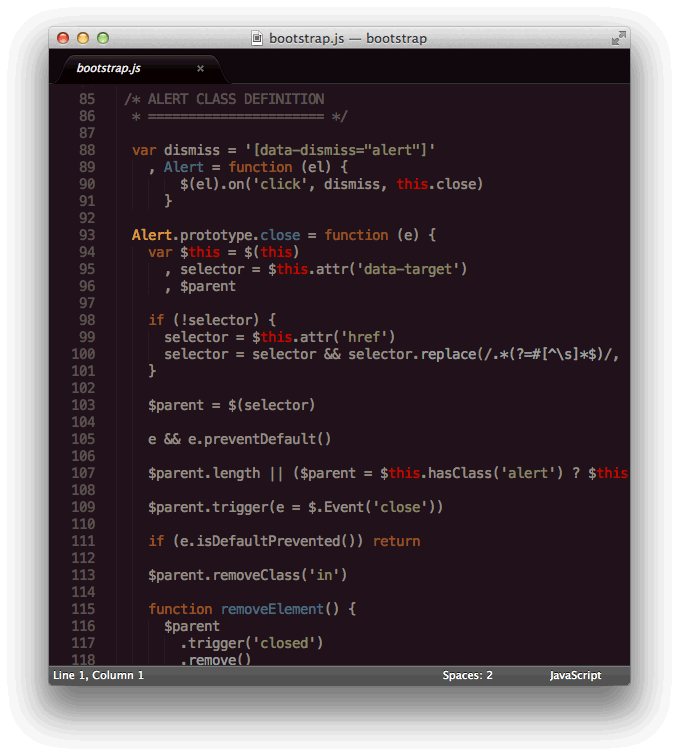 bootstrap.js — bootstrap
bootstrap.js ×
85 /* ALERT CLASS DEFINITION
86 * ====================== */
87
88 var dismiss = '[data-dismiss="alert"]'
89 , Alert = function (el) {
90 $(el).on('click', dismiss, this.close)
91 }
92
93 Alert.prototype.close = function (e) {
94 var $this = $(this)
95 , selector = $this.attr('data-target')
96 , $parent
97
98 if (!selector) {
99 selector = $this.attr('href')
100 selector = selector && selector.replace(/.*(?=#[^\s]*$)/,
101 }
102
103 $parent = $(selector)
104
105 e && e.preventDefault()
106
107 $parent.length || ($parent = $this.hasClass('alert') ? $this
108
109 $parent.trigger(e = $.Event('close'))
110
111 if (e.isDefaultPrevented()) return
112
113 $parent.removeClass('in')
114
115 function removeElement() {
116 $parent
117 .trigger('closed')
118 .remove()
Line 1, Column 1 Spaces: 2 JavaScript